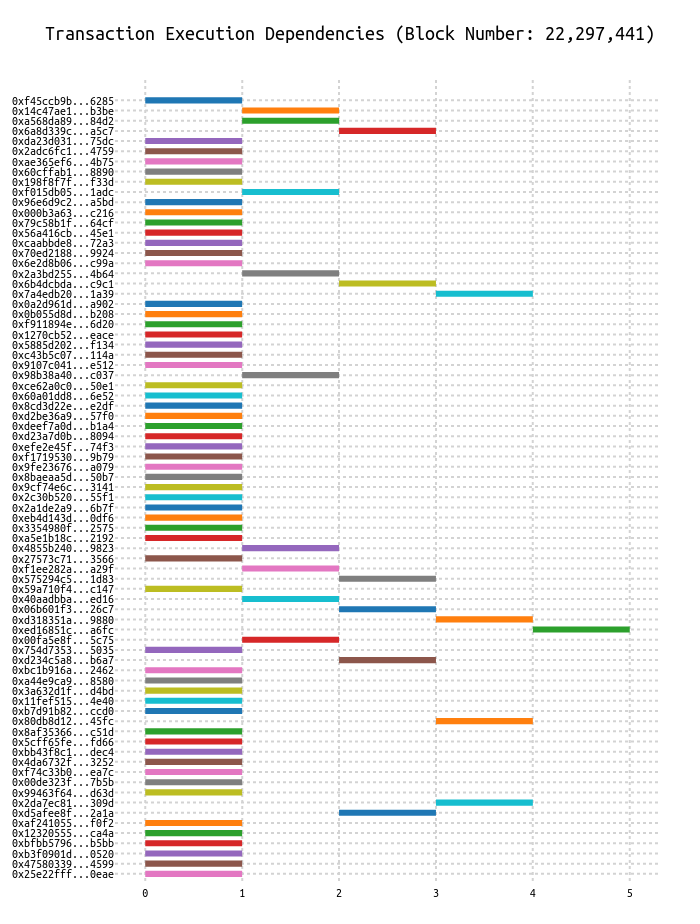 Transaction Execution Dependencies (Block Number: 22,297,441)
0xf45ccb9b...6285
0x14c47ae1...b3be
0xa568da89...84d2
0x6a8d339c...a5c7
0xda23d031...75dc
0x2adc6fc1...4759
0xae365ef6...4b75
0x60cffab1...8890
0x198f8f7f...f33d
0xf015db05...1adc
0x96e6d9c2...a5bd
0x000b3a63...c216
0x79c58b1f...64cf
0x56a416cb...45e1
0xcaabbde8...72a3
0x70ed2188...9924
0x6e2d8b06...c99a
0x2a3bd255...4b64
0x6b4dcbda...c9c1
0x7a4edb20...1a39
0x0a2d961d...a902
0x0b055d8d...b208
0xf911894e...6d20
0x1270cb52...eace
0x5885d202...f134
0xc43b5c07...114a
0x9107c041...e512
0x98b38a40...c037
0xce62a0c0...50e1
0x60a01dd8...6e52
0x8cd3d22e...e2df
0xd2be36a9...57f0
0xdeef7a0d...b1a4
0xd23a7d0b...8094
0xefe2e45f...74f3
0xf1719530...9b79
0x9fe23676...a079
0x8baeaa5d...50b7
0x9cf74e6c...3141
0x2c30b520...55f1
0x2a1de2a9...6b7f
0xeb4d143d...0df6
0x3354980f...2575
0xa5e1b18c...2192
0x4855b240...9823
0x27573c71...3566
0xf1ee282a...a29f
0x575294c5...1d83
0x59a710f4...c147
0x40aadbba...ed16
0x06b601f3...26c7
0xd318351a...9880
0xed16851c...a6fc
0x00fa5e8f...5c75
0x754d7353...5035
0xd234c5a8...b6a7
0xbc1b916a...2462
0xa44e9ca9...8580
0x3a632d1f...d4bd
0x11fef515...4e40
0xb7d91b82...ccd0
0x80db8d12...45fc
0x8af35366...c51d
0x5cff65fe...fd66
0xbb43f8c1...dec4
0x4da6732f...3252
0xf74c33b0...ea7c
0x00de323f...7b5b
0x99463f64...d63d
0x2da7ec81...309d
0xd5afee8f...2a1a
0xaf241055...f0f2
0x12320555...ca4a
0xbfbb5796...b5bb
0xb3f0901d...0520
0x47580339...4599
0x25e22fff...0eae
0 1 2 3 4 5